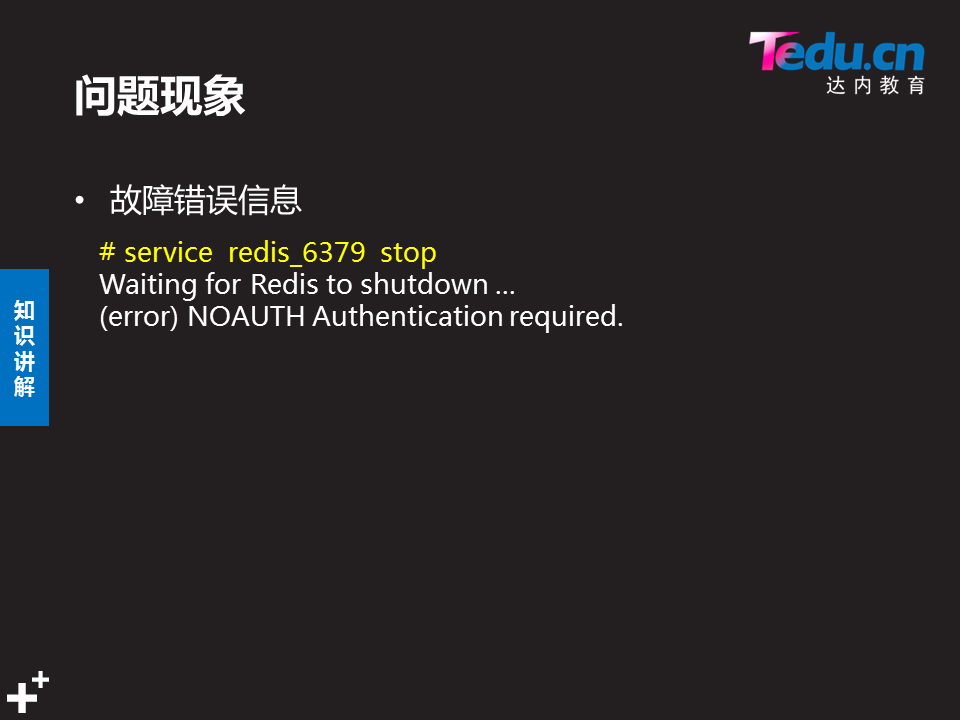 Tedu.cn
达内教育
问题现象
• 故障错误信息
# service redis_6379 stop
Waiting for Redis to shutdown ...
(error) NOAUTH Authentication required.
知
识
讲
解